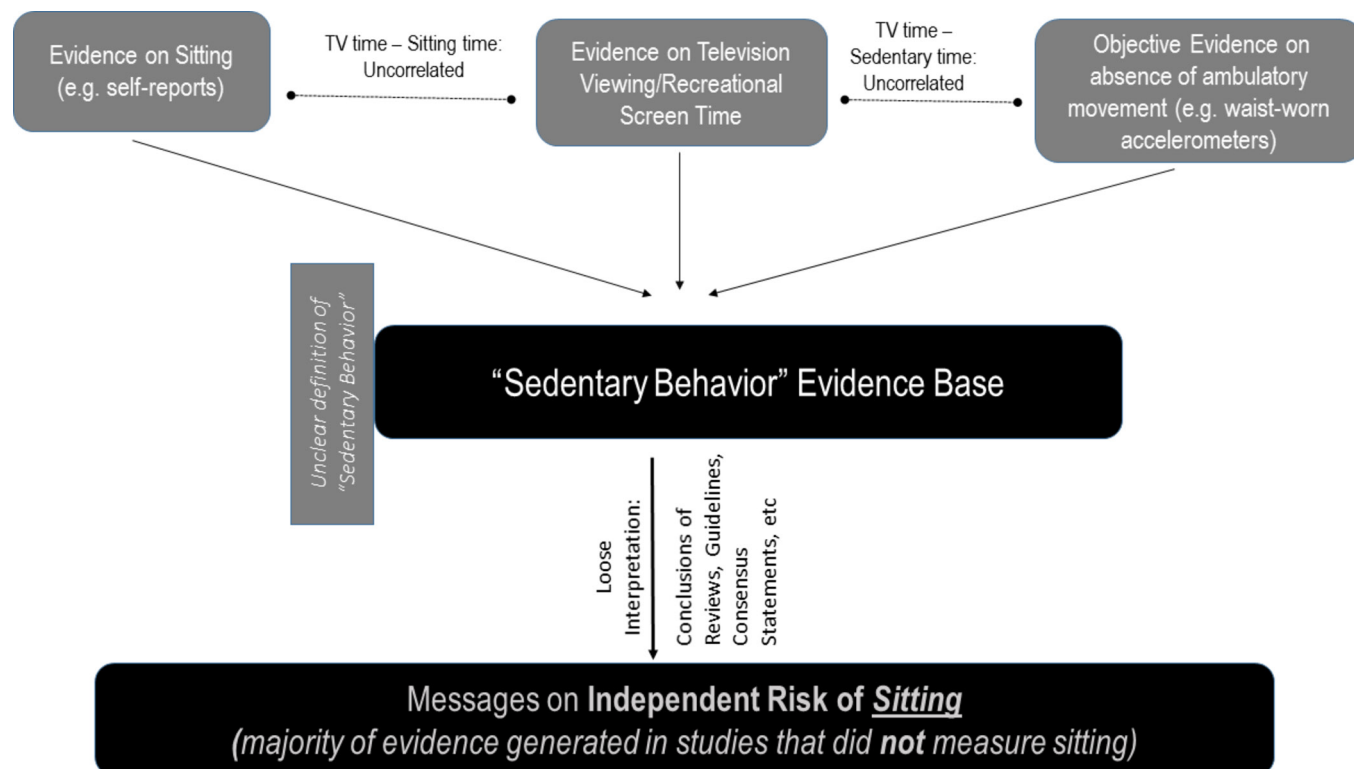 Evidence on Sitting
(e.g. self-reports)
TV time – Sitting time:
Uncorrelated
Evidence on Television
Viewing/Recreational
Screen Time
TV time –
Sedentary time:
Uncorrelated
Objective Evidence on
absence of ambulatory
movement (e.g. waist-worn
accelerometers)
Unclear definition of
“Sedentary Behavior”
“Sedentary Behavior” Evidence Base
Loose
Interpretation:
Conclusions of
Reviews, Guidelines,
Consensus
Statements, etc
Messages on Independent Risk of Sitting
(majority of evidence generated in studies that did not measure sitting)